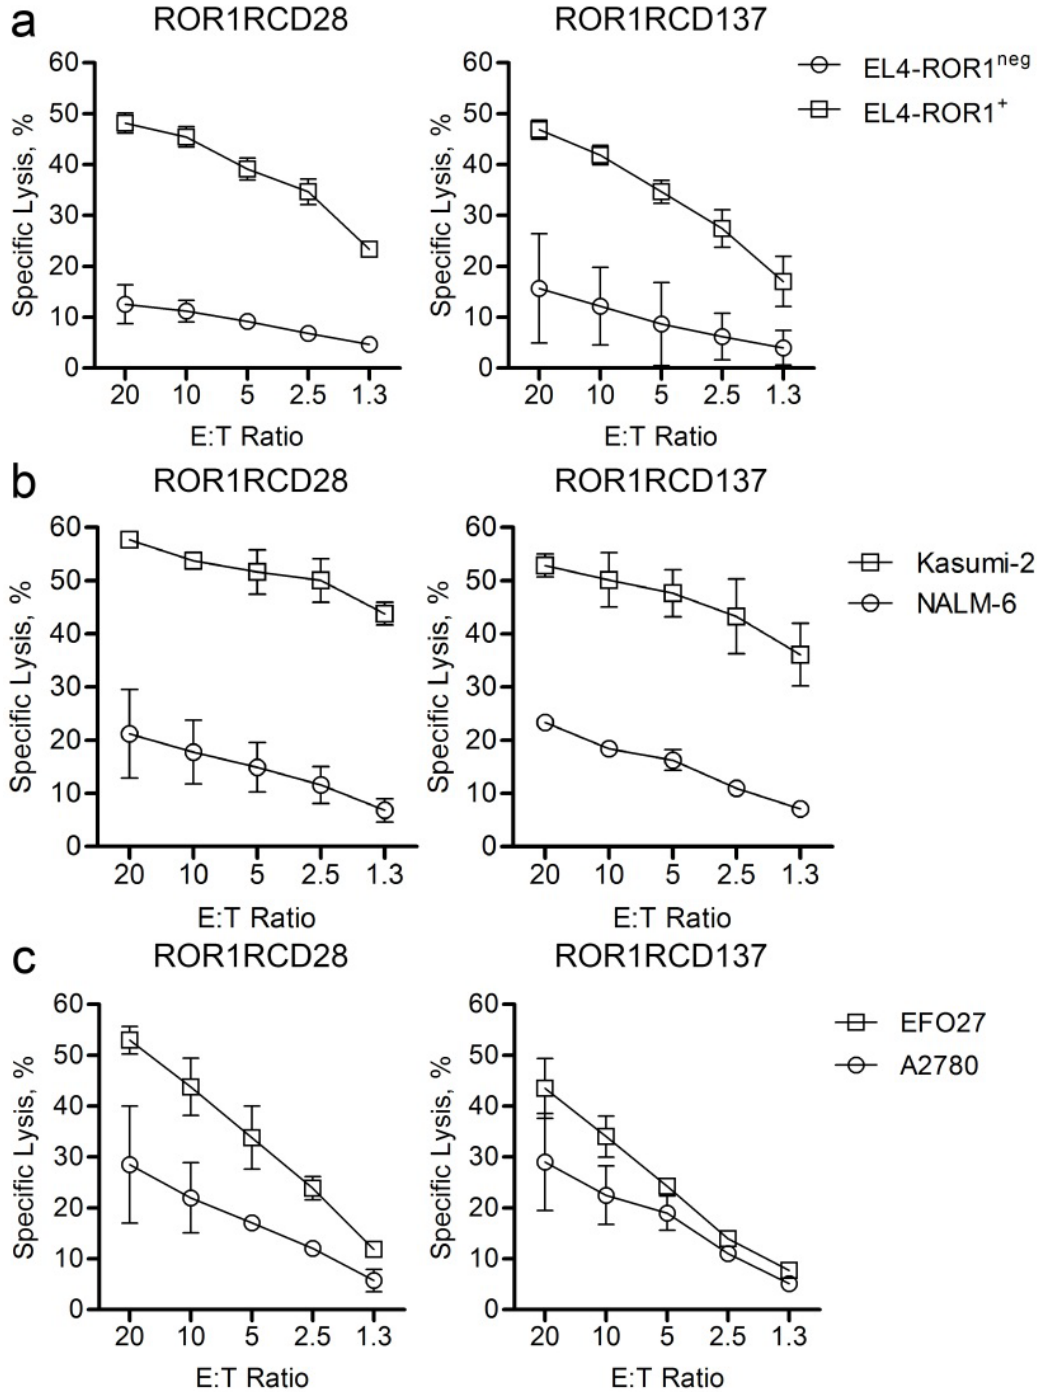 a
ROR1RCD28
ROR1RCD137
60
50
40
30
20
10
0
Specific Lysis, %
20 10 5 2.5 1.3
E:T Ratio
60
50
40
30
20
10
0
Specific Lysis, %
20 10 5 2.5 1.3
E:T Ratio
EL4-ROR1neg
EL4-ROR1+
b
ROR1RCD28
ROR1RCD137
60
50
40
30
20
10
0
Specific Lysis, %
20 10 5 2.5 1.3
E:T Ratio
60
50
40
30
20
10
0
Specific Lysis, %
20 10 5 2.5 1.3
E:T Ratio
Kasumi-2
NALM-6
c
ROR1RCD28
ROR1RCD137
60
50
40
30
20
10
0
Specific Lysis, %
20 10 5 2.5 1.3
E:T Ratio
60
50
40
30
20
10
0
Specific Lysis, %
20 10 5 2.5 1.3
E:T Ratio
EFO27
A2780